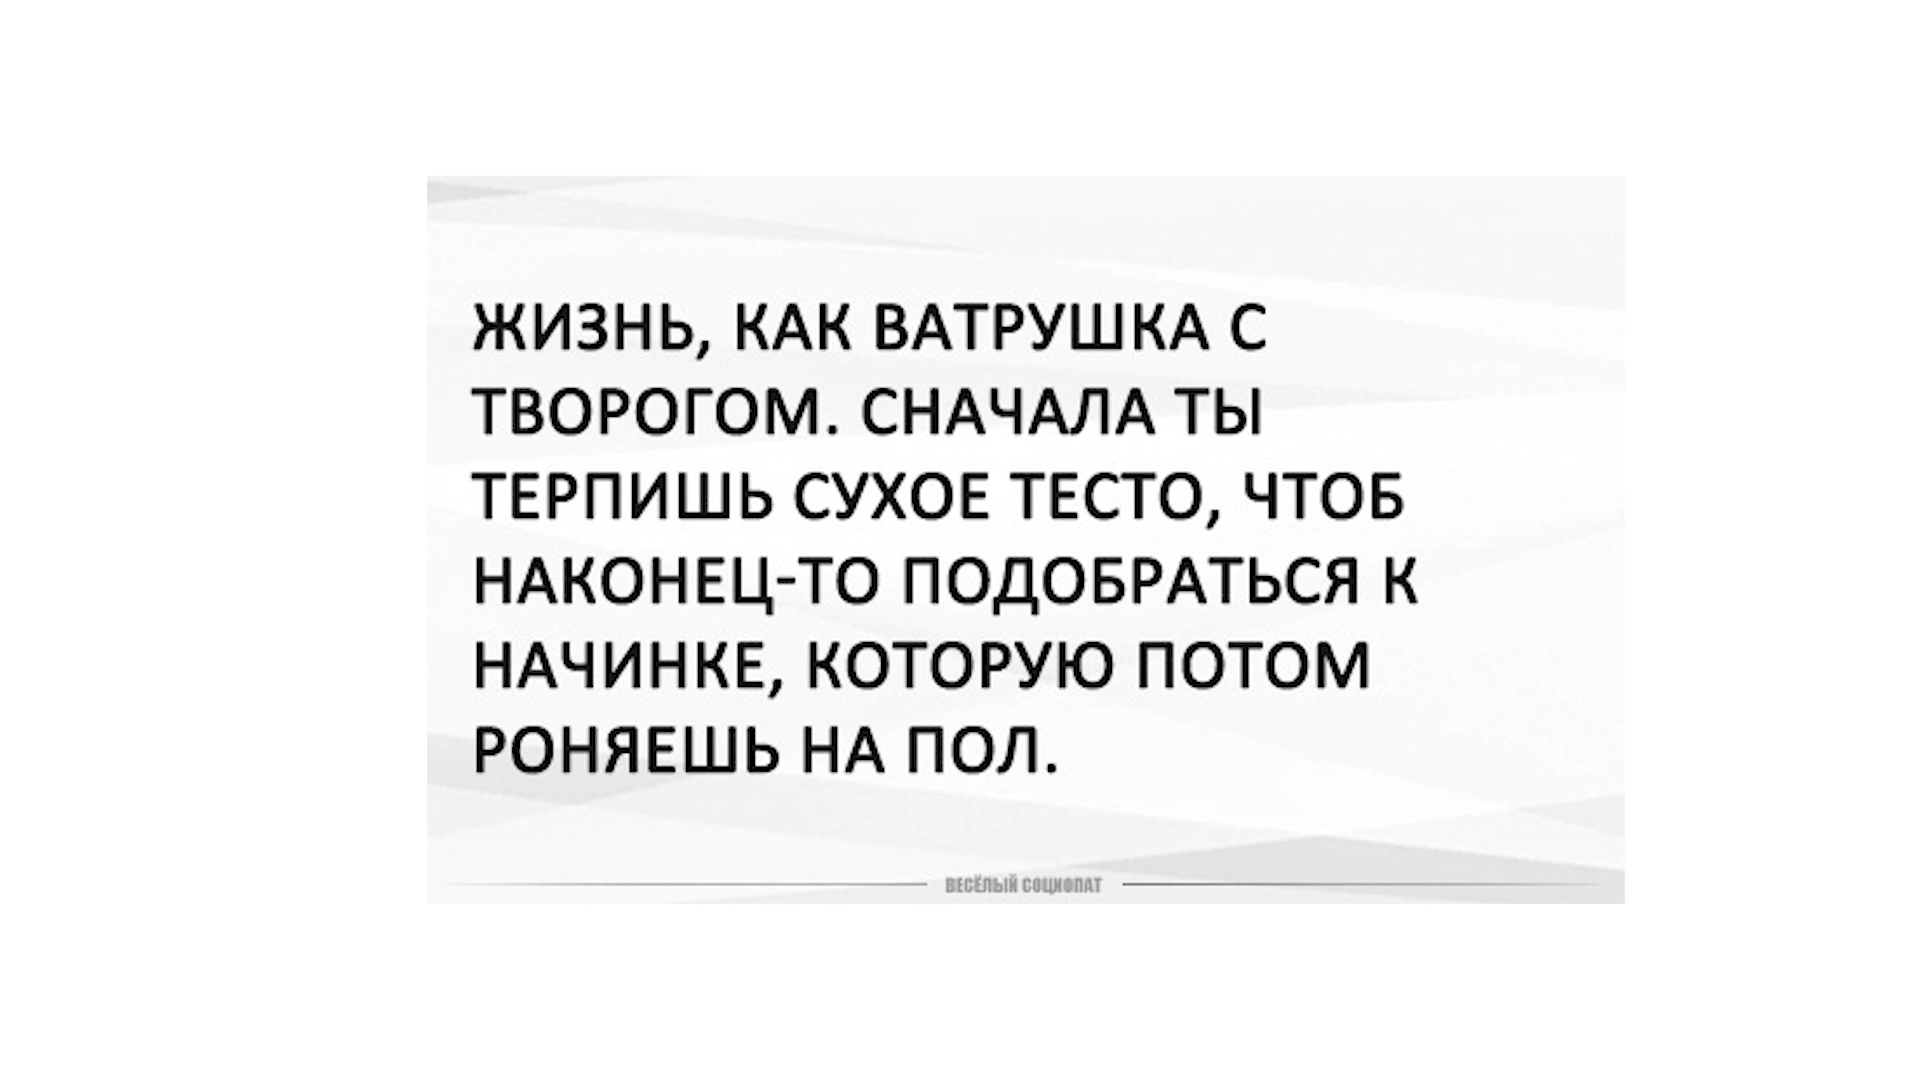 ЖИЗНЬ, КАК ВАТРУШКА С
ТВОРОГОМ. СНАЧАЛА ТЫ
ТЕРПИШЬ СУХОЕ ТЕСТО, ЧТОБ
НАКОНЕЦ-ТО ПОДОБРАТЬСЯ К
НАЧИНКЕ, КОТОРУЮ ПОТОМ
РОНЯЕШЬ НА ПОЛ.
ВЕСЁЛЫЙ СОЦИОПАТ